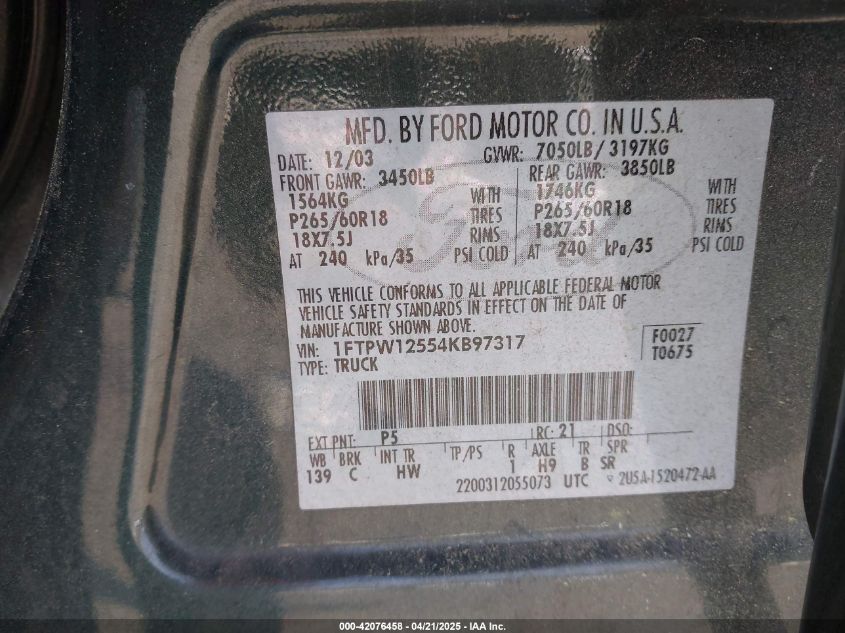 MFD. BY FORD MOTOR CO. IN U.S.A.
DATE: 12/03 GVWR: 7050LB/ 3197KG
FRONT GAWR: 3450LB REAR GAWR: 3850LB
1564KG WITH 1746KG WITH
P265/60R18 TIRES P265/60R18 TIRES
18X7.5J RIMS 18X7.5J RIMS
AT 240 kPa/35 PSI COLD AT 240 kPa/35 PSI COLD
Ford
THIS VEHICLE CONFORMS TO ALL APPLICABLE FEDERAL MOTOR
VEHICLE SAFETY STANDARDS IN EFFECT ON THE DATE OF
MANUFACTURE SHOWN ABOVE.
VIN: 1FTPW12554KB97317 F0027
TYPE: TRUCK T0675
EXT PNT: P5 RC: 21 DSO:
WB BRK INT TR TP/PS R AXLE TR SPR
139 C HW 1 H9 B SR
2200312055073 UTC 2U5A-1520472-AA
000-42076458 - 04/21/2025 - IAA Inc.